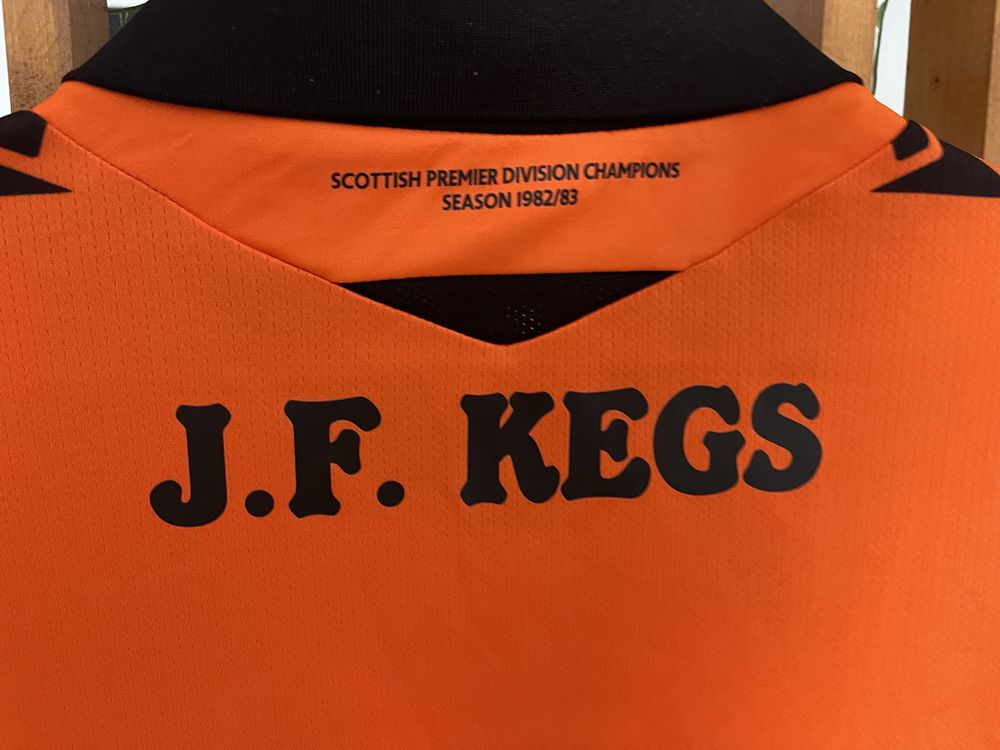 SCOTTISH PREMIER DIVISION CHAMPIONS
SEASON 1982/83
J.F. KEGS